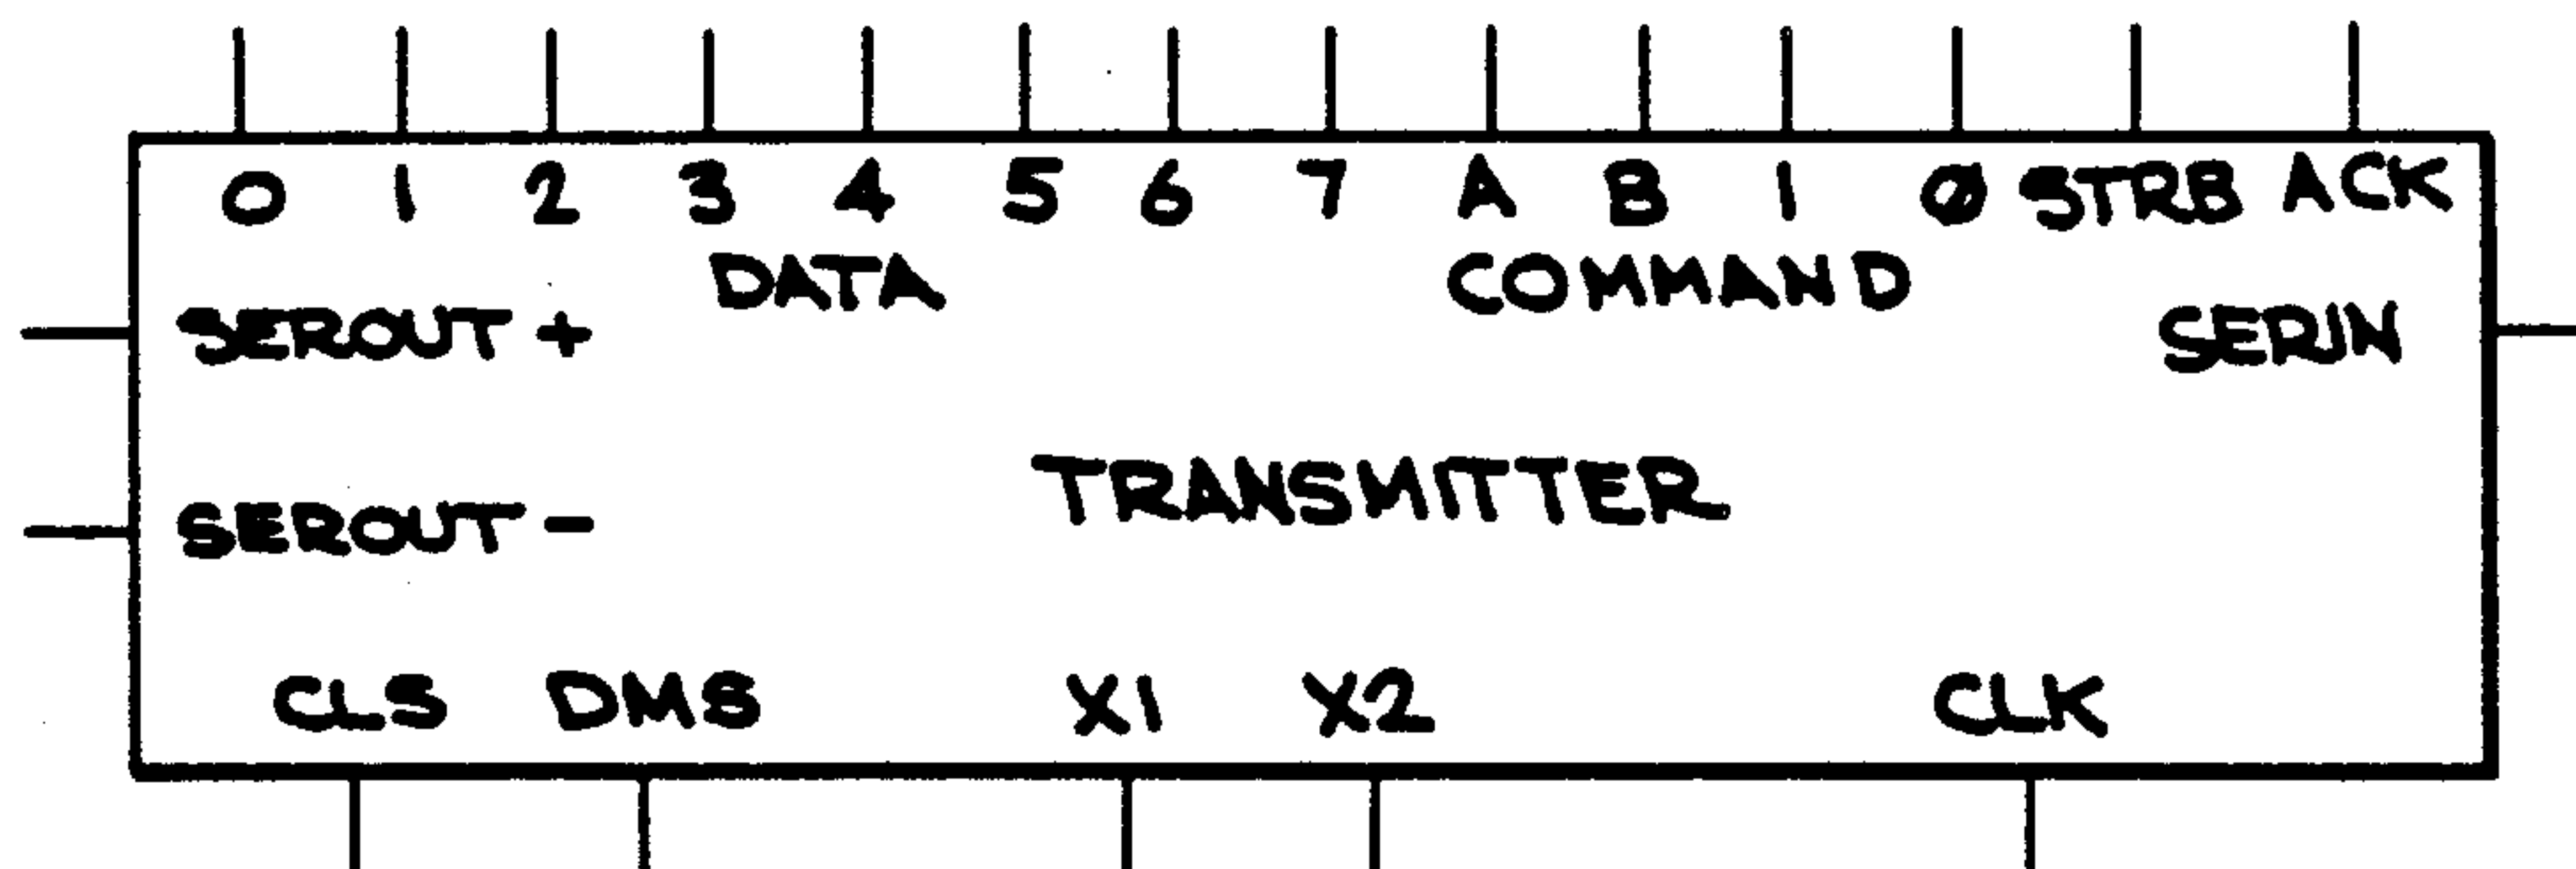 0 1 2 3 4 5 6 7 A B 1 Ø STRB ACK
DATA COMMAND
SEROUT + SERIN
TRANSMITTER
SEROUT -
CLS DMS X1 X2 CLK